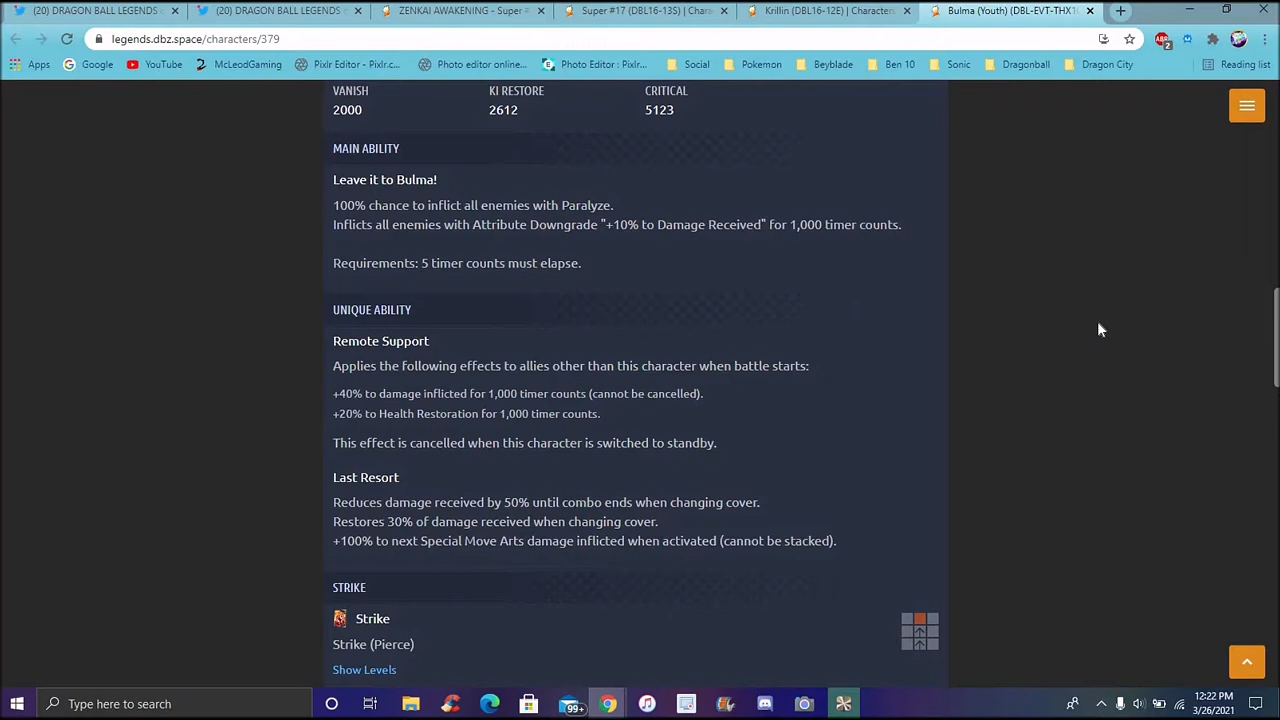 (20) DRAGON BALL LEGENDS
(20) DRAGON BALL LEGENDS
ZENKAI AWAKENING - Super
Super #17 (DBL16-13S) | Chara
Krillin (DBL16-12E) | Characters
Bulma (Youth) (DBL-EVT-THX1
legends.dbz.space/characters/379
2
Apps
Google
YouTube
McLeodGaming
Pixlr Editor - Pixlr.c...
Photo editor online...
Photo Editor : Pixlr...
Social
Pokemon
Beyblade
Ben 10
Sonic
Dragonball
Dragon City
Reading list
VANISH KI RESTORE CRITICAL
2000 2612 5123
MAIN ABILITY
Leave it to Bulma!
100% chance to inflict all enemies with Paralyze.
Inflicts all enemies with Attribute Downgrade "+10% to Damage Received" for 1,000 timer counts.
Requirements: 5 timer counts must elapse.
UNIQUE ABILITY
Remote Support
Applies the following effects to allies other than this character when battle starts:
+40% to damage inflicted for 1,000 timer counts (cannot be cancelled).
+20% to Health Restoration for 1,000 timer counts.
This effect is cancelled when this character is switched to standby.
Last Resort
Reduces damage received by 50% until combo ends when changing cover.
Restores 30% of damage received when changing cover.
+100% to next Special Move Arts damage inflicted when activated (cannot be stacked).
STRIKE
Strike
Strike (Pierce)
Show Levels
Type here to search
99+
12:22 PM
3/26/2021